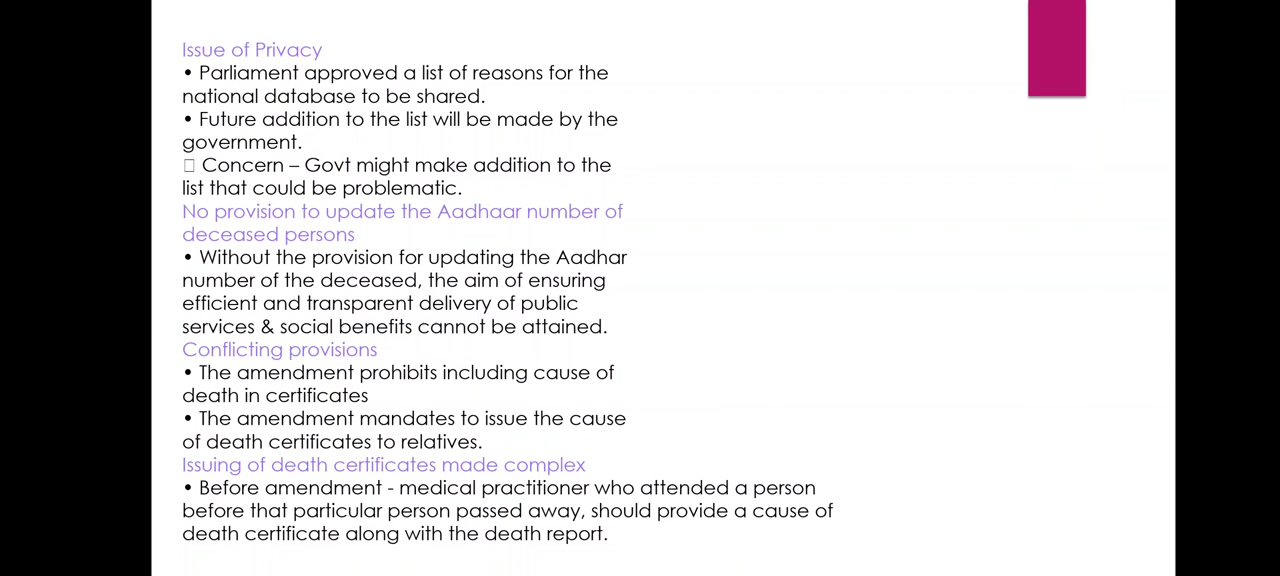 Issue of Privacy
• Parliament approved a list of reasons for the
national database to be shared.
• Future addition to the list will be made by the
government.
□ Concern – Govt might make addition to the
list that could be problematic.
No provision to update the Aadhaar number of
deceased persons
• Without the provision for updating the Aadhar
number of the deceased, the aim of ensuring
efficient and transparent delivery of public
services & social benefits cannot be attained.
Conflicting provisions
• The amendment prohibits including cause of
death in certificates
• The amendment mandates to issue the cause
of death certificates to relatives.
Issuing of death certificates made complex
• Before amendment - medical practitioner who attended a person
before that particular person passed away, should provide a cause of
death certificate along with the death report.